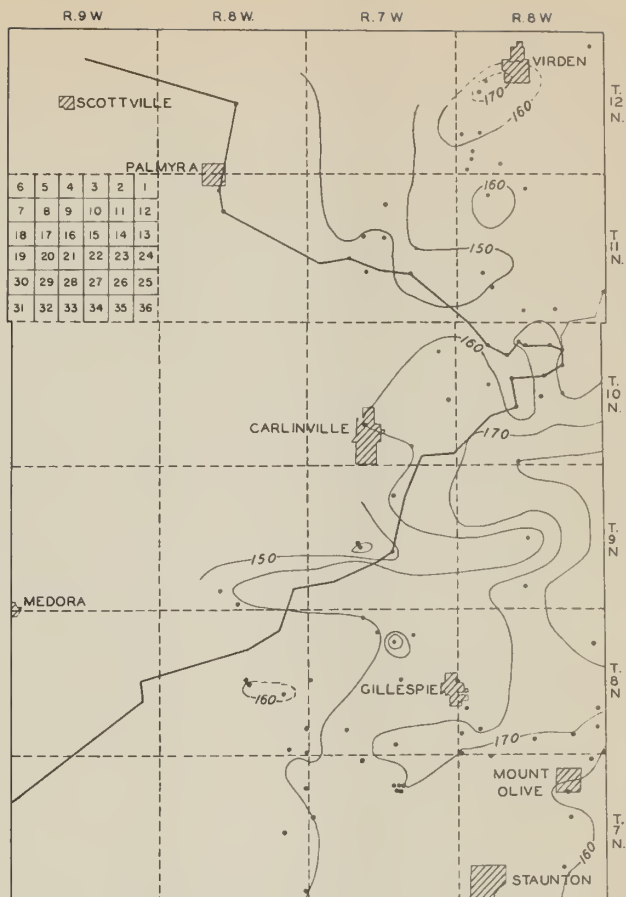 R.9 W
R.8 W.
R.7 W
R.8 W
VIRDEN
170
160
T. 12 N.
SCOTTVILLE
PALMYRA
6 5 4 3 2 1
7 8 9 10 11 12
18 17 16 15 14 13
19 20 21 22 23 24
30 29 28 27 26 25
31 32 33 34 35 36
160
150
T. 11 N.
160
T. 10 N.
CARLINVILLE
170
150
T. 9 N
MEDORA
160
GILLESPIE
T. 8 N
170
MOUNT OLIVE
T. 7 N
160
STAUNTON